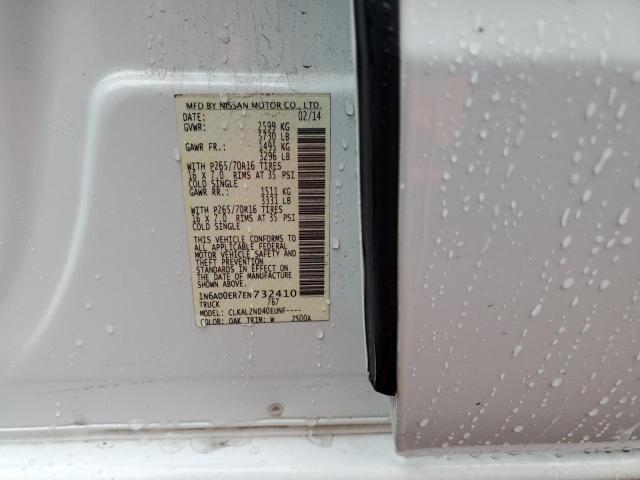 MFD BY NISSAN MOTOR CO., LTD.
DATE: 02/14
GVWR: 2599 KG
5730 LB
GAWR FR.: 1495 KG
3296 LB
WITH P265/70R16 TIRES
16 X 7.0 RIMS AT 35 PSI
COLD SINGLE
GAWR RR.: 1511 KG
3331 LB
WITH P265/70R16 TIRES
16 X 7.0 RIMS AT 35 PSI
COLD SINGLE
THIS VEHICLE CONFORMS TO
ALL APPLICABLE FEDERAL
MOTOR VEHICLE SAFETY AND
THEFT PREVENTION
STANDARDS IN EFFECT ON
THE DATE OF MANUFACTURE
SHOWN ABOVE.
1N6AD0ER7EN732410
TRUCK 767
MODEL: CLKALZND40EUNF----
COLOR: QAK TRIM: W ZS00A